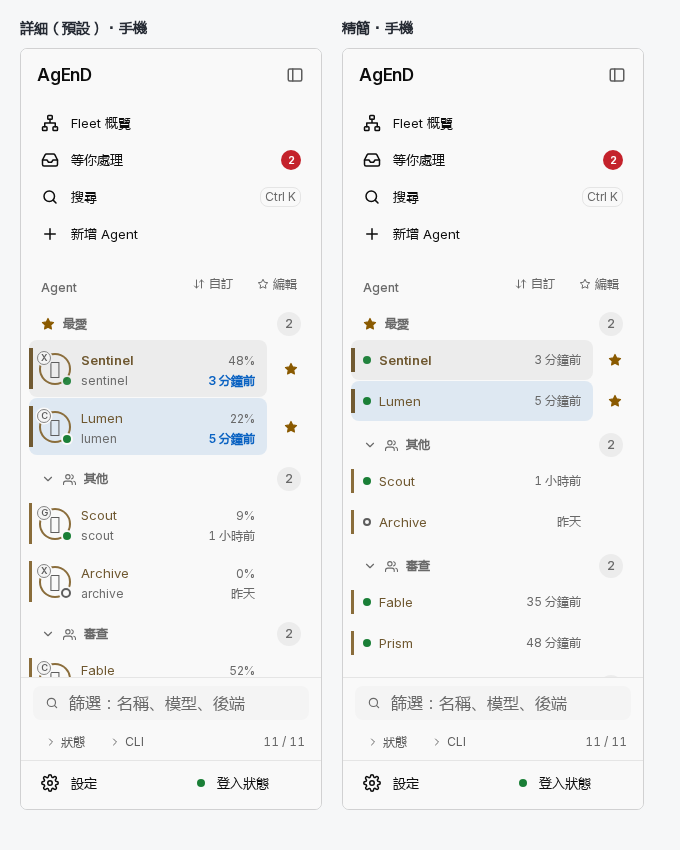 詳細（預設）· 手機
AgEnD
Fleet 概覽
等你處理 2
搜尋 Ctrl K
新增 Agent
Agent 自訂 編輯
最愛 2
X Sentinel 48%
sentinel 3 分鐘前
C Lumen 22%
lumen 5 分鐘前
其他 2
G Scout 9%
scout 1 小時前
X Archive 0%
archive 昨天
審查 2
C Fable 52%
篩選：名稱、模型、後端
狀態 CLI 11 / 11
設定 登入狀態
精簡 · 手機
AgEnD
Fleet 概覽
等你處理 2
搜尋 Ctrl K
新增 Agent
Agent 自訂 編輯
最愛 2
Sentinel 3 分鐘前
Lumen 5 分鐘前
其他 2
Scout 1 小時前
Archive 昨天
審查 2
Fable 35 分鐘前
Prism 48 分鐘前
篩選：名稱、模型、後端
狀態 CLI 11 / 11
設定 登入狀態